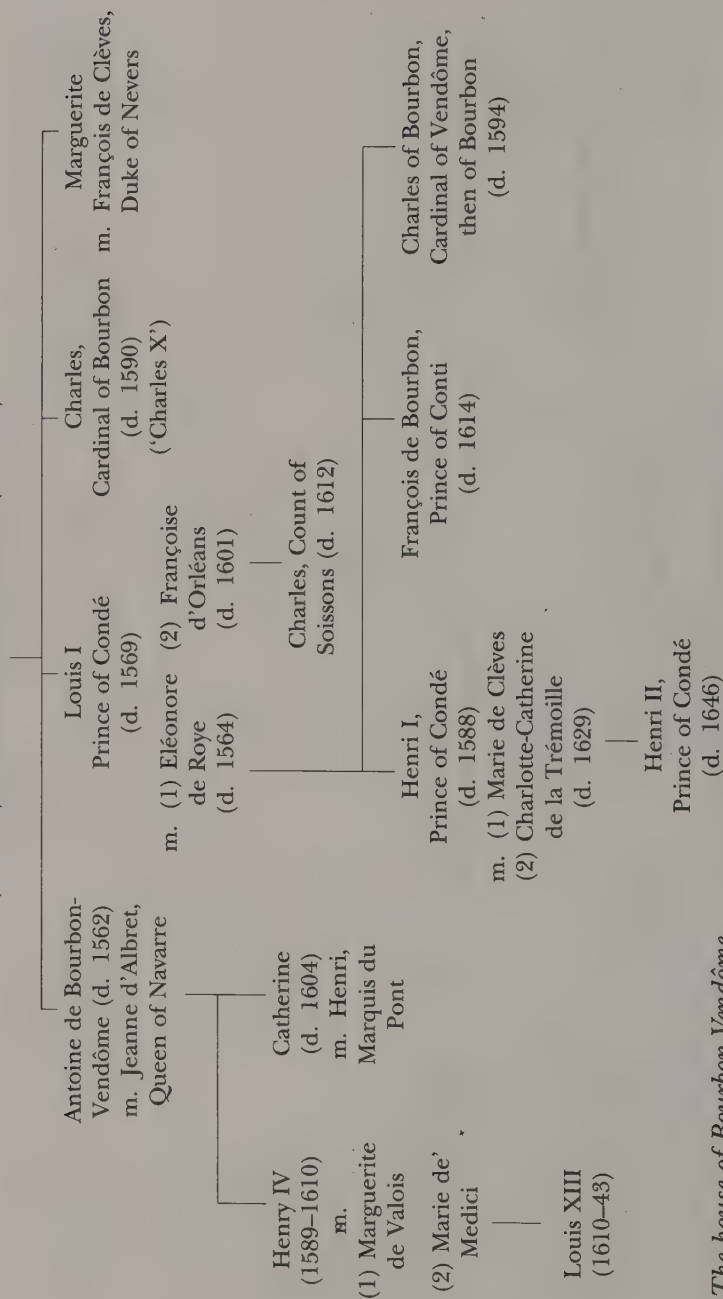 Antoine de Bourbon-
Vendôme (d. 1562)
m. Jeanne d'Albret,
Queen of Navarre
Louis I
Prince of Condé
(d. 1569)
m. (1) Eléonore (2) Françoise
de Roye d'Orléans
(d. 1564) (d. 1601)
Charles,
Cardinal of Bourbon
(d. 1590)
('Charles X')
Marguerite
m. François de Clèves,
Duke of Nevers
Charles, Count of
Soissons (d. 1612)
Henry IV
(1589–1610)
m.
(1) Marguerite
de Valois
(2) Marie de'
Medici
Catherine
(d. 1604)
m. Henri,
Marquis du
Pont
Henri I,
Prince of Condé
(d. 1588)
m. (1) Marie de Clèves
(2) Charlotte-Catherine
de la Trémoille
(d. 1629)
François de Bourbon,
Prince of Conti
(d. 1614)
Charles of Bourbon,
Cardinal of Vendôme,
then of Bourbon
(d. 1594)
Louis XIII
(1610–43)
Henri II,
Prince of Condé
(d. 1646)
The house of Bourbon Vendôme